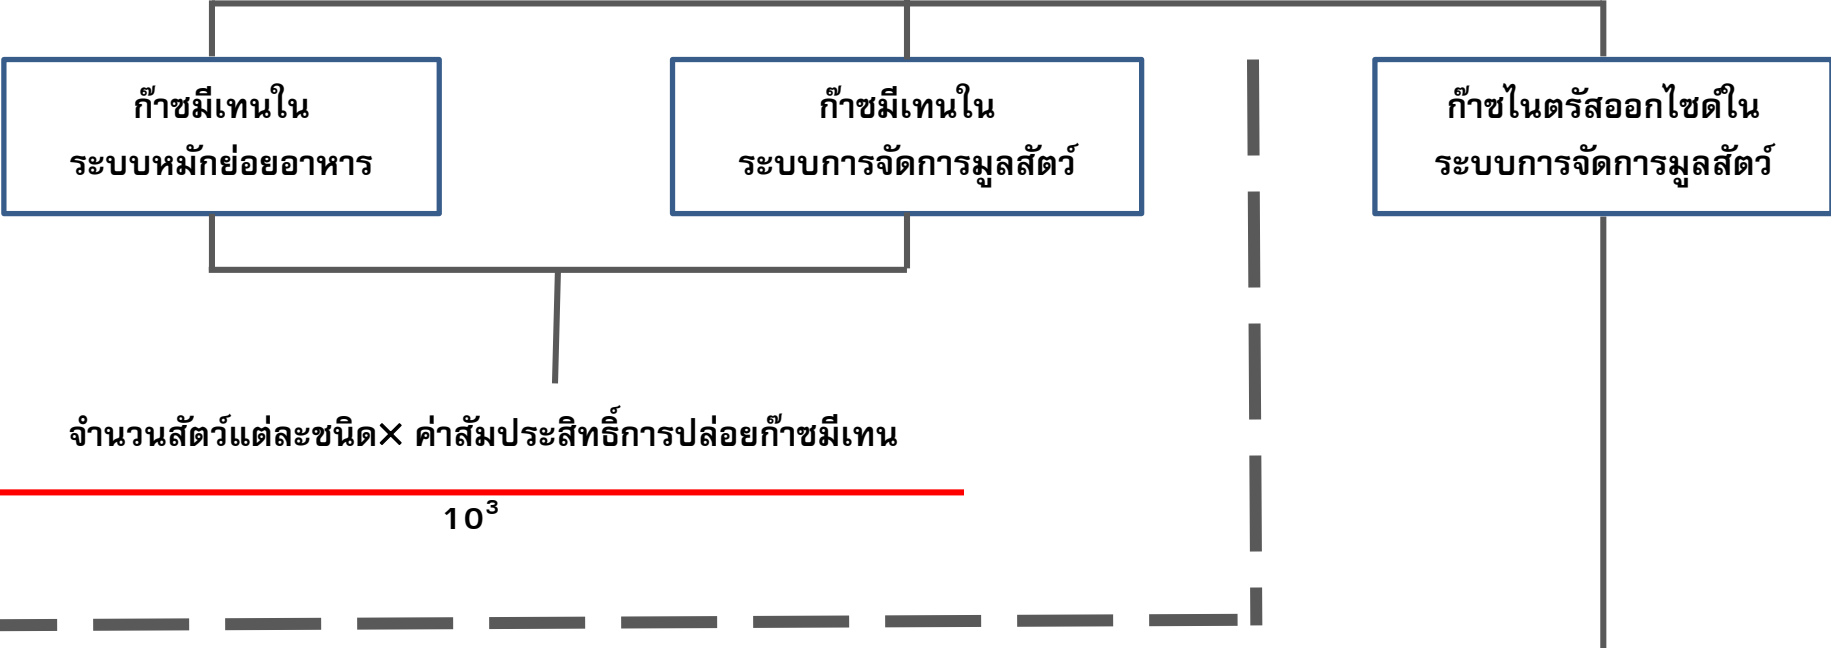 ก๊าซมีเทนใน
ระบบหมักย่อยอาหาร
ก๊าซมีเทนใน
ระบบการจัดการมูลสัตว์
ก๊าซไนตรัสออกไซด์ใน
ระบบการจัดการมูลสัตว์
จำนวนสัตว์แต่ละชนิด× ค่าสัมประสิทธิ์การปล่อยก๊าซมีเทน
10³